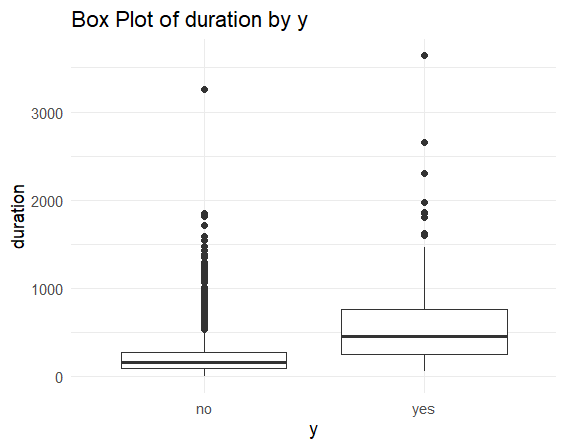 Box Plot of duration by y
duration
3000
2000
1000
0
no
yes
y